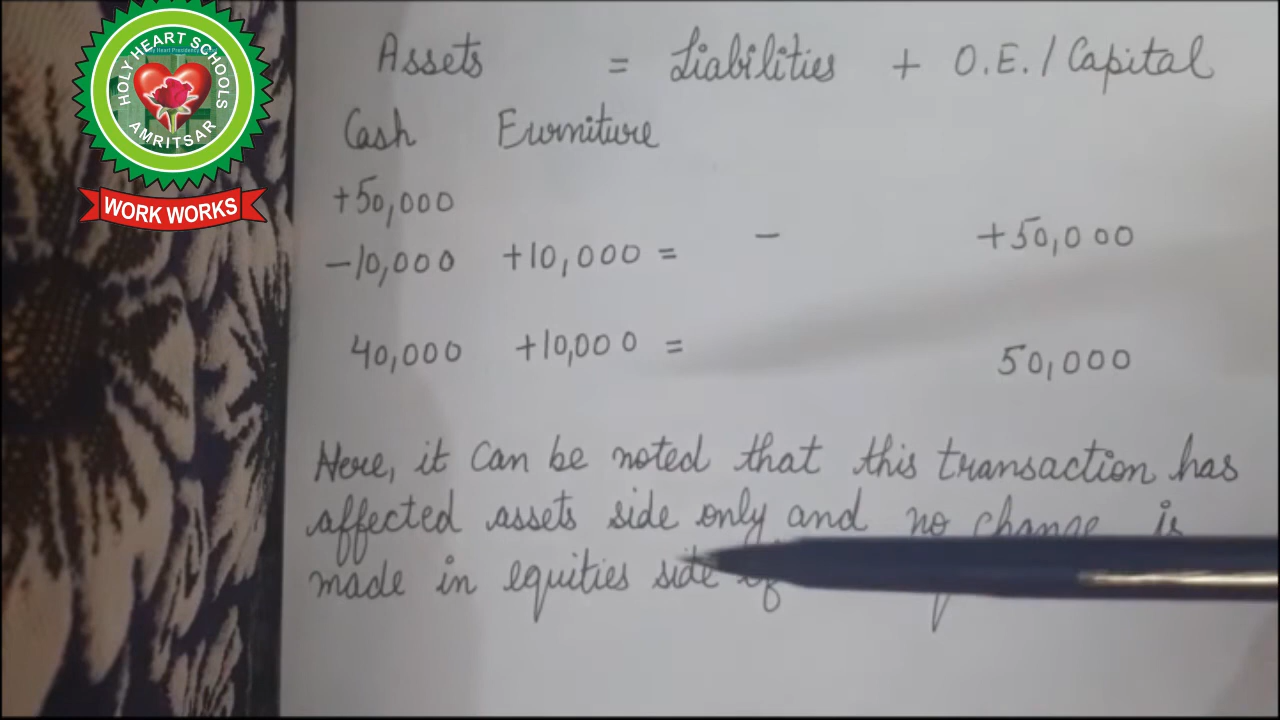 HOLY HEART SCHOOLS
AMRITSAR
WORK WORKS
Assets = Liabilities + O.E./Capital
Cash Furniture
+50,000
-10,000 +10,000 = - +50,000
40,000 +10,000 = 50,000
Here, it can be noted that this transaction has
affected assets side only and no change is
made in equities side of